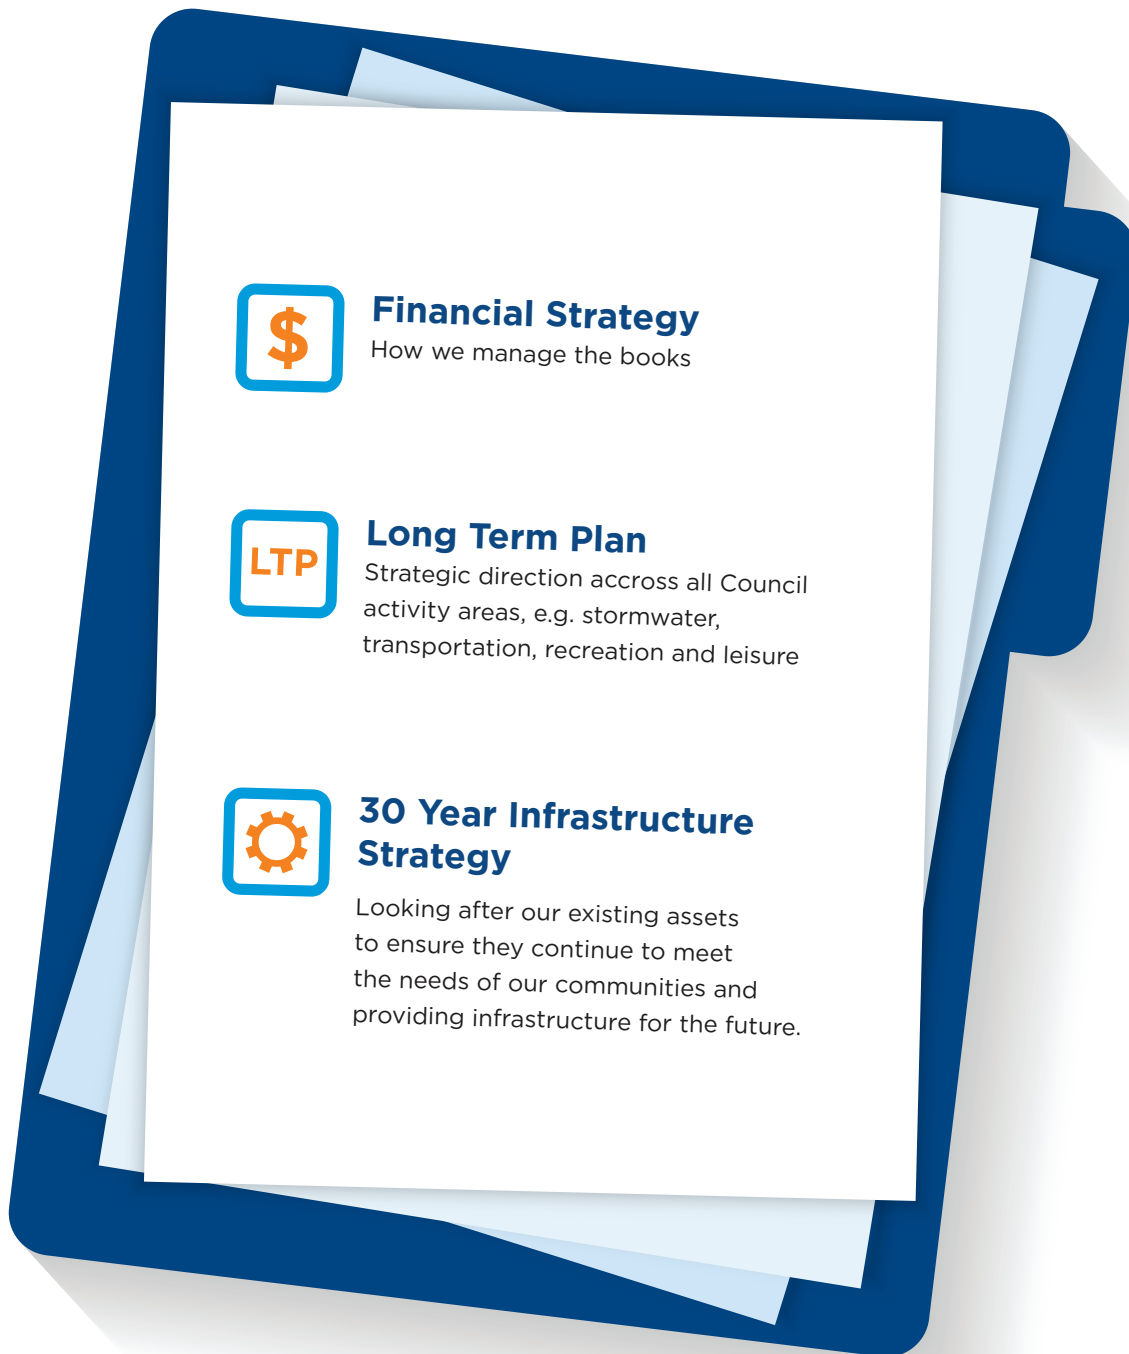 $
Financial Strategy
How we manage the books
LTP
Long Term Plan
Strategic direction accross all Council
activity areas, e.g. stormwater,
transportation, recreation and leisure
30 Year Infrastructure
Strategy
Looking after our existing assets
to ensure they continue to meet
the needs of our communities and
providing infrastructure for the future.